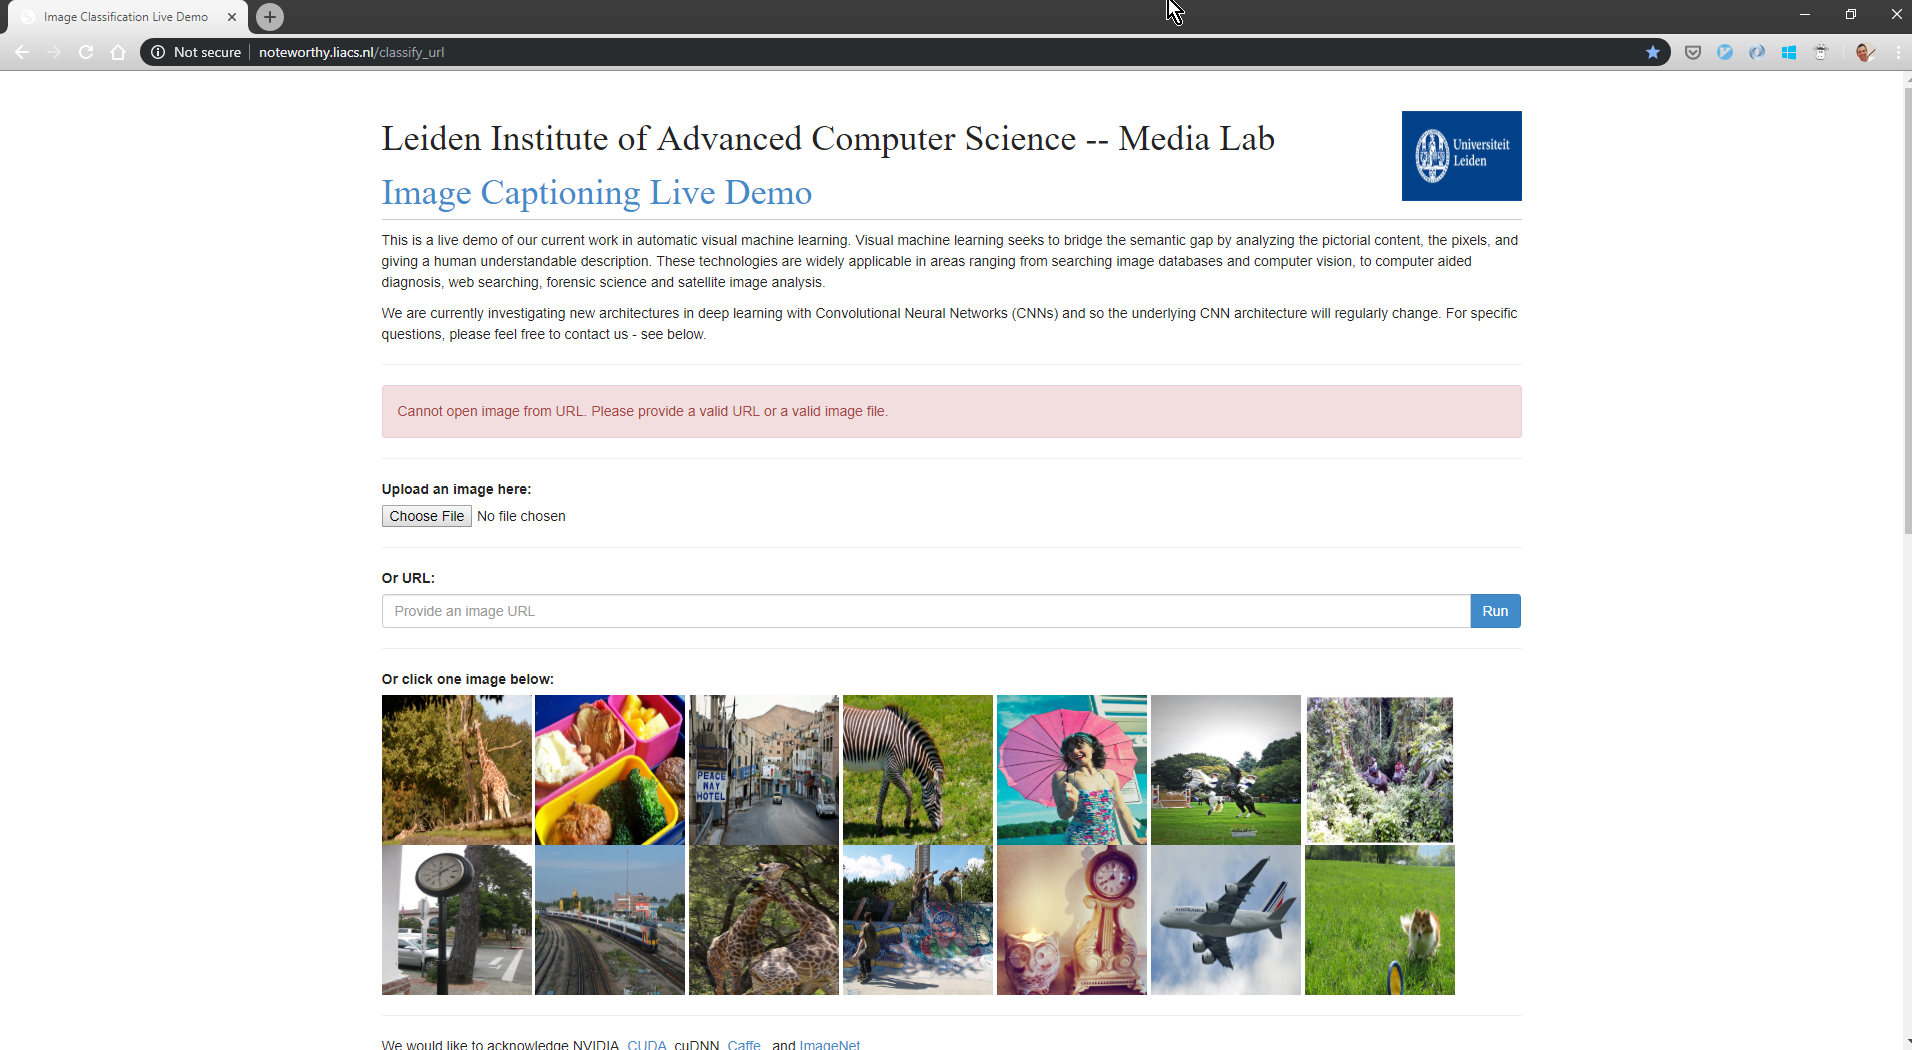 Image Classification Live Demo
Not secure
noteworthy.liacs.nl/classify_url
Leiden Institute of Advanced Computer Science -- Media Lab
Universiteit
Leiden
Image Captioning Live Demo
This is a live demo of our current work in automatic visual machine learning. Visual machine learning seeks to bridge the semantic gap by analyzing the pictorial content, the pixels, and
giving a human understandable description. These technologies are widely applicable in areas ranging from searching image databases and computer vision, to computer aided
diagnosis, web searching, forensic science and satellite image analysis.
We are currently investigating new architectures in deep learning with Convolutional Neural Networks (CNNs) and so the underlying CNN architecture will regularly change. For specific
questions, please feel free to contact us - see below.
Cannot open image from URL. Please provide a valid URL or a valid image file.
Upload an image here:
Choose File No file chosen
Or URL:
Provide an image URL
Run
Or click one image below:
PEACE
WAY
HOTEL
AIRFRANCE
We would like to acknowledge NVIDIA CUDA cuDNN Caffe and ImageNet